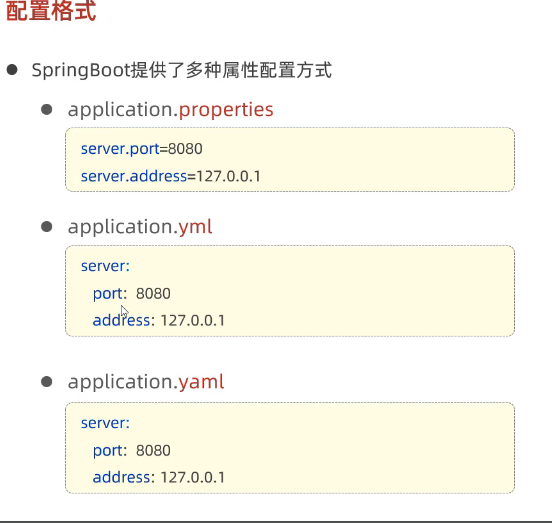 配置格式
SpringBoot提供了多种属性配置方式
application.properties
server.port=8080
server.address=127.0.0.1
application.yml
server:
port: 8080
address: 127.0.0.1
application.yaml
server:
port: 8080
address: 127.0.0.1